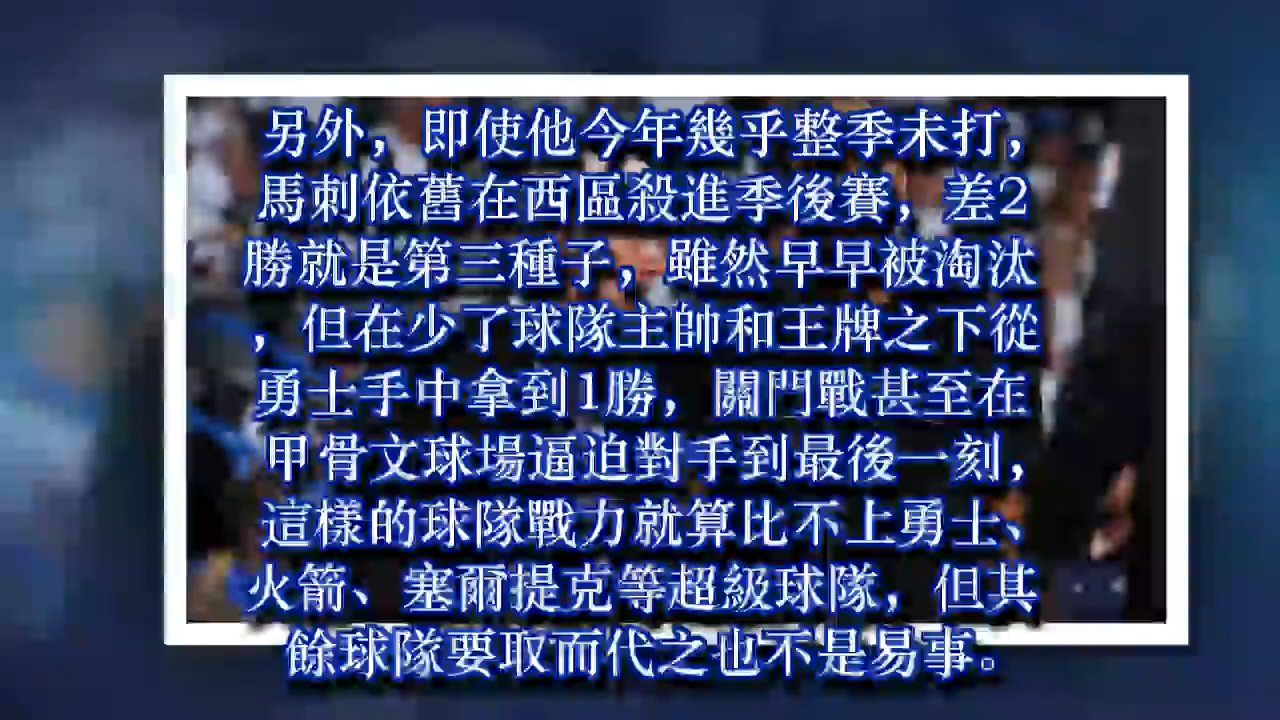 另外，即使他今年幾乎整季未打，
馬刺依舊在西區殺進季後賽，差2
勝就是第三種子，雖然早早被淘汰
，但在少了球隊主帥和王牌之下從
勇士手中拿到1勝，關門戰甚至在
甲骨文球場逼迫對手到最後一刻，
這樣的球隊戰力就算比不上勇士、
火箭、塞爾提克等超級球隊，但其
餘球隊要取而代之也不是易事。